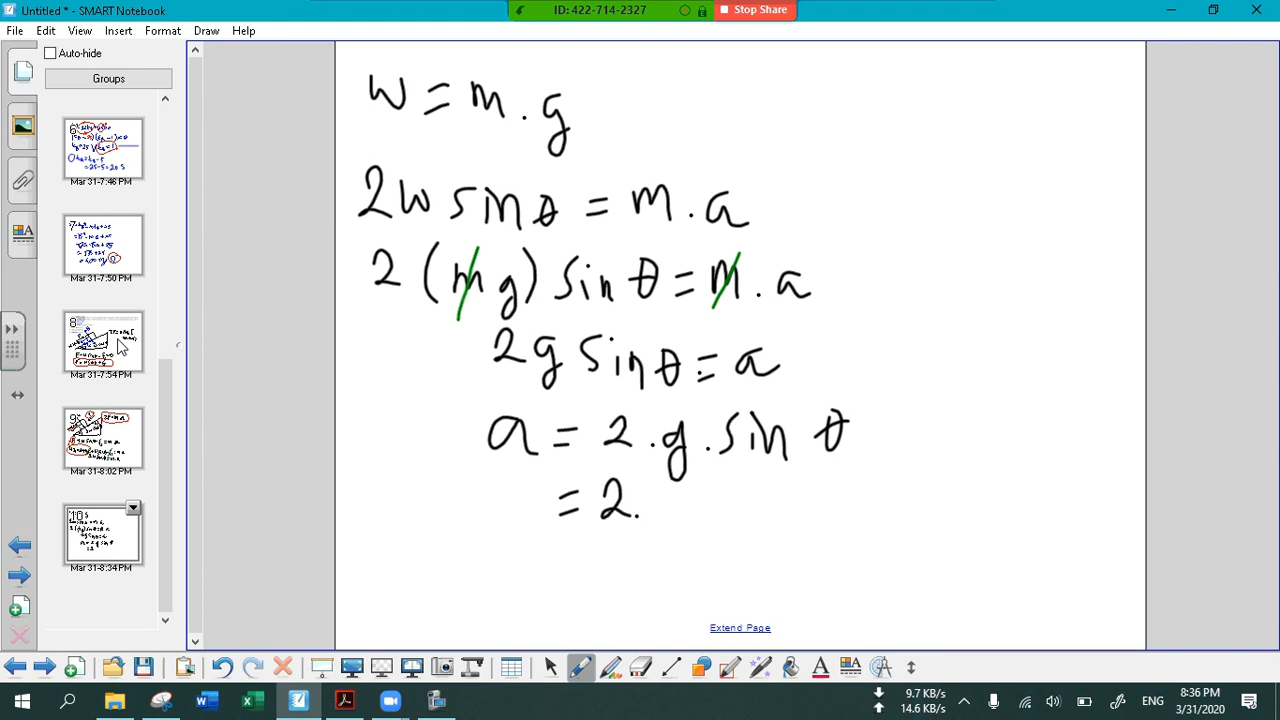 Untitled * - SMART Notebook
ID: 422-714-2327
Stop Share
File Edit View Insert Format Draw Help
Auto-hide
Groups
Mar 31-7:46 PM
Mar 31-7:50 PM
Mar 31-7:54 PM
Mar 31-8:02 PM
Mar 31-8:34 PM
w = m . g
2w sin θ = m . a
2 (m g) sin θ = m . a
2g sin θ = a
a = 2 . g . sin θ
= 2.
Extend Page
9.7 KB/s
14.6 KB/s
ENG
8:36 PM
3/31/2020